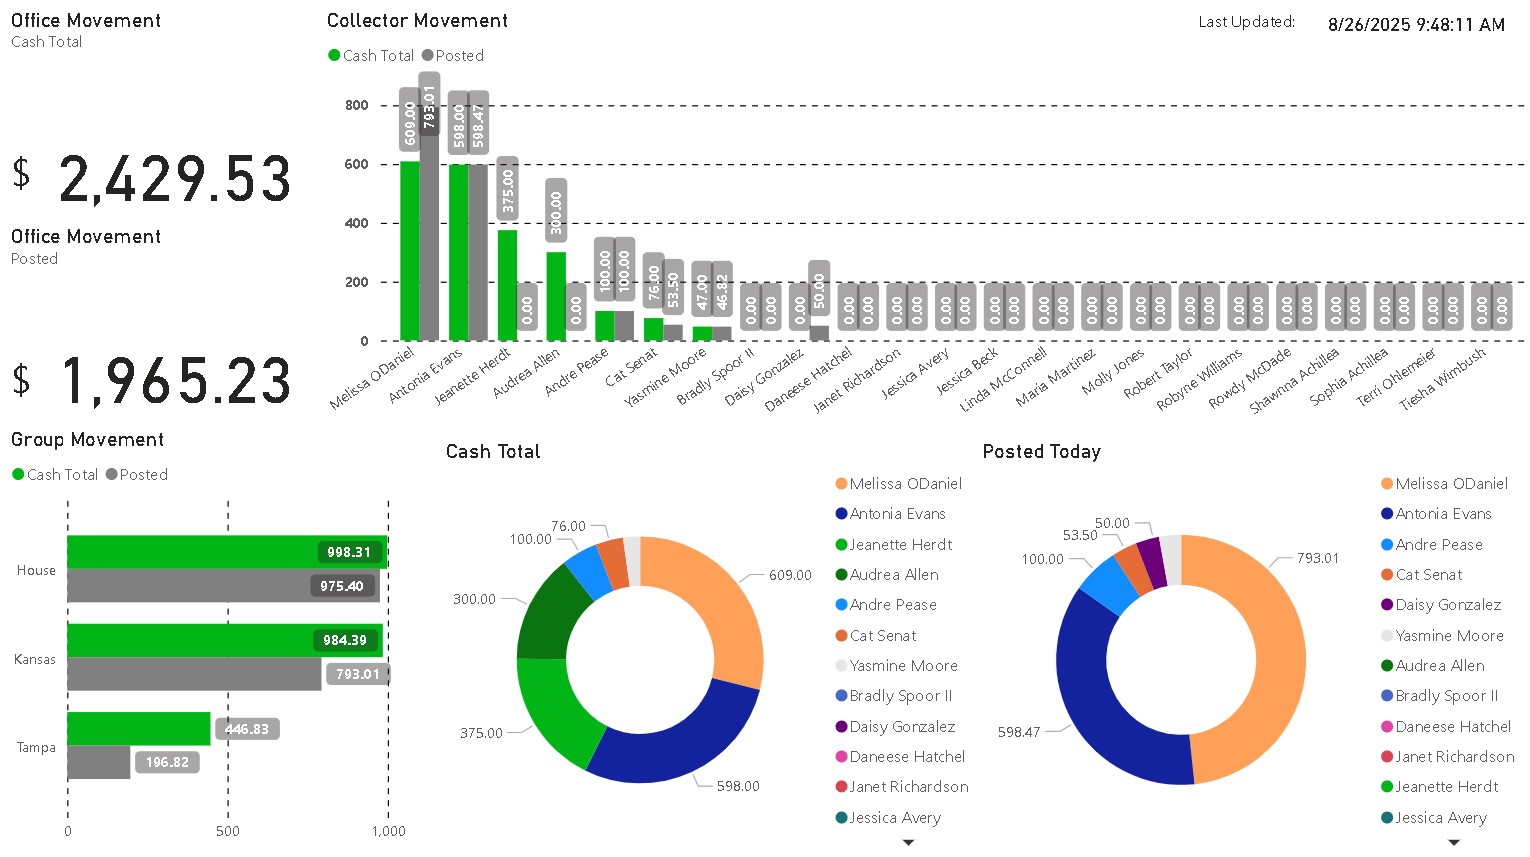 Office Movement
Cash Total
$ 2,429.53
Office Movement
Posted
$ 1,965.23
Collector Movement
Cash Total Posted
Last Updated: 8/26/2025 9:48:11 AM
800
600
400
200
0
609.00 793.01 598.00 598.47 375.00 0.00 300.00 0.00 100.00 100.00 76.00 53.50 47.00 46.82 0.00 0.00 0.00 50.00 0.00 0.00 0.00 0.00 0.00 0.00 0.00 0.00 0.00 0.00 0.00 0.00 0.00 0.00 0.00 0.00 0.00 0.00 0.00 0.00 0.00 0.00 0.00 0.00 0.00 0.00 0.00 0.00
Melissa ODaniel
Antonia Evans
Jeanette Herdt
Audrea Allen
Andre Pease
Cat Senat
Yasmine Moore
Bradly Spoor II
Daisy Gonzalez
Daneese Hatchel
Janet Richardson
Jessica Avery
Jessica Beck
Linda McConnell
Maria Martinez
Molly Jones
Robert Taylor
Robyne Williams
Rowdy McDade
Shawnna Achillea
Sophia Achillea
Terri Ohlemeier
Tiesha Wimbush
Group Movement
Cash Total Posted
House
998.31
975.40
Kansas
984.39
793.01
Tampa
446.83
196.82
0 500 1,000
Cash Total
76.00
100.00
300.00
375.00
609.00
598.00
Melissa ODaniel
Antonia Evans
Jeanette Herdt
Audrea Allen
Andre Pease
Cat Senat
Yasmine Moore
Bradly Spoor II
Daisy Gonzalez
Daneese Hatchel
Janet Richardson
Jessica Avery
Posted Today
50.00
53.50
100.00
598.47
793.01
Melissa ODaniel
Antonia Evans
Andre Pease
Cat Senat
Daisy Gonzalez
Yasmine Moore
Audrea Allen
Bradly Spoor II
Daneese Hatchel
Janet Richardson
Jeanette Herdt
Jessica Avery